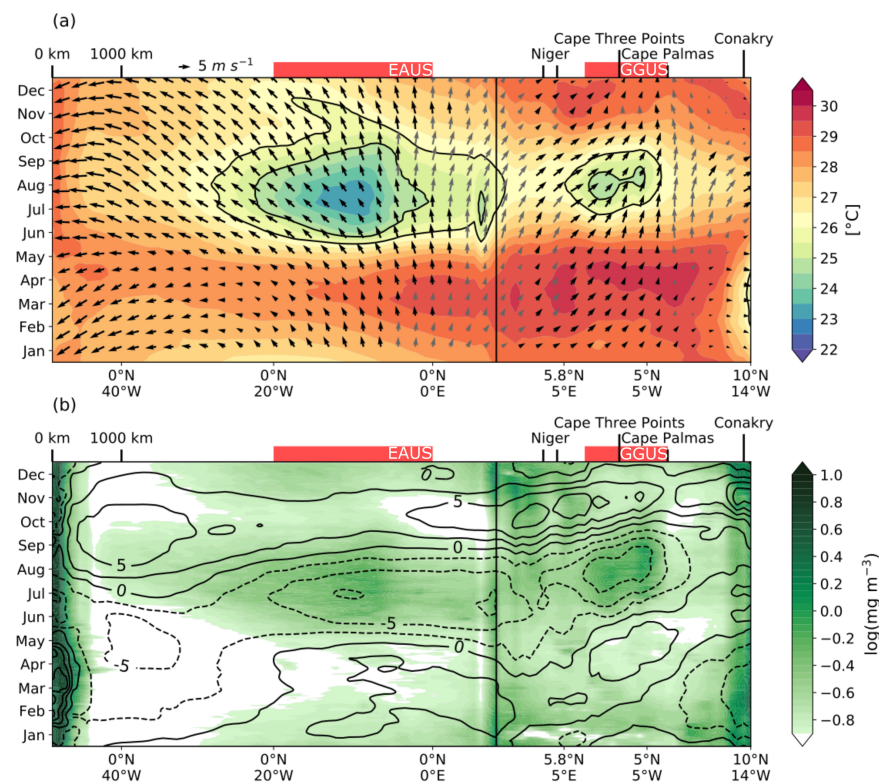 (a)
Cape Three Points
0 km 1000 km Niger Cape Palmas Conakry
5 m s⁻¹
EAUS GGUS
Dec
Nov
Oct
Sep
Aug
Jul
Jun
May
Apr
Mar
Feb
Jan
30
29
28
27
26
25
24
23
22
[°C]
0°N 0°N 0°N 5.8°N 5°N 10°N
40°W 20°W 0°E 5°E 5°W 14°W
(b)
Cape Three Points
0 km 1000 km Niger Cape Palmas Conakry
EAUS GGUS
Dec
Nov
Oct
Sep
Aug
Jul
Jun
May
Apr
Mar
Feb
Jan
0
5
5
0
0
-5
0
-5
1.0
0.8
0.6
0.4
0.2
0.0
−0.2
−0.4
−0.6
−0.8
log(mg m⁻³)
0°N 0°N 0°N 5.8°N 5°N 10°N
40°W 20°W 0°E 5°E 5°W 14°W